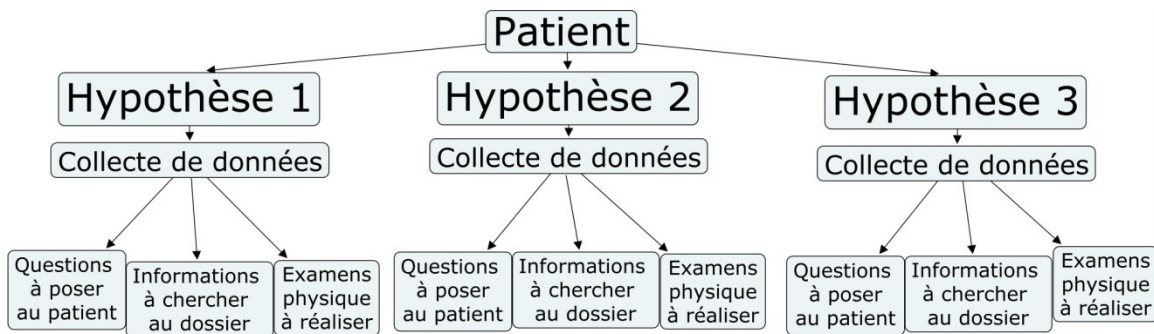 Patient
Hypothèse 1
Hypothèse 2
Hypothèse 3
Collecte de données
Collecte de données
Collecte de données
Questions
à poser
au patient
Informations
à chercher
au dossier
Examens
physique
à réaliser
Questions
à poser
au patient
Informations
à chercher
au dossier
Examens
physique
à réaliser
Questions
à poser
au patient
Informations
à chercher
au dossier
Examens
physique
à réaliser